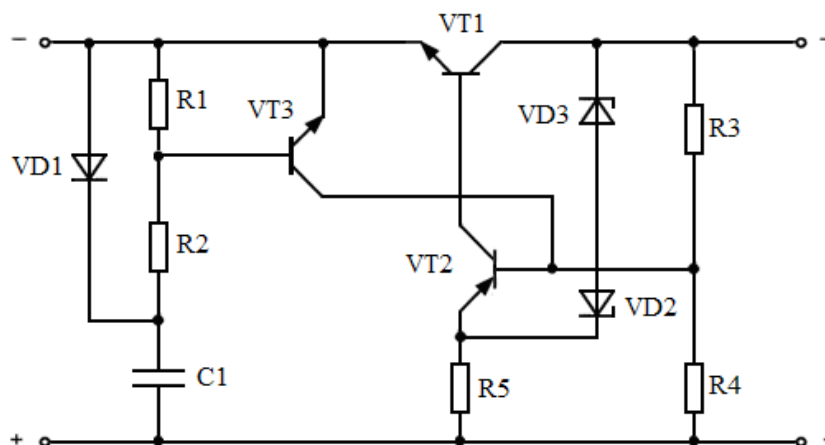 VT1
−
−
R1
VT3
VD3
R3
VD1
R2
VT2
VD2
C1
R5
R4
+
+